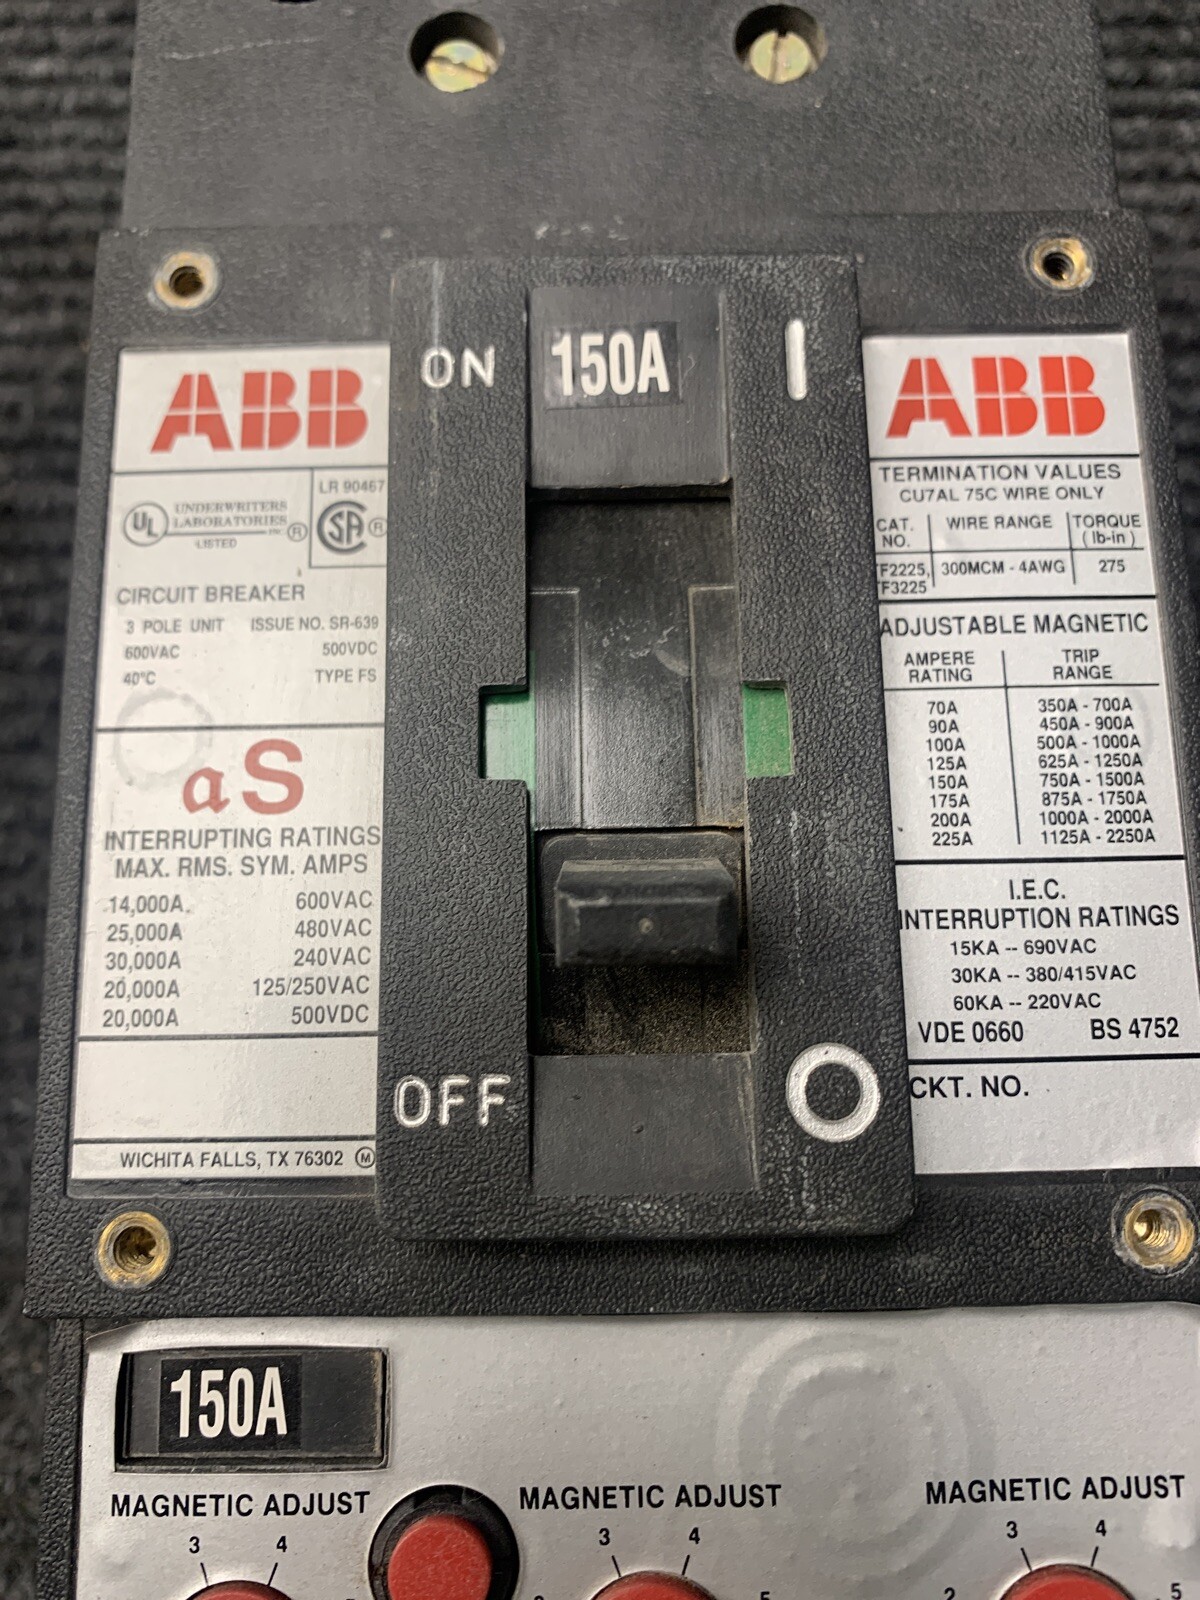 ON
150A
ABB
UL UNDERWRITERS
LABORATORIES
INC. ®
LISTED
LR 90467
SA ®
CIRCUIT BREAKER
3 POLE UNIT ISSUE NO. SR-639
600VAC 500VDC
40°C TYPE FS
aS
INTERRUPTING RATINGS
MAX. RMS. SYM. AMPS
14,000A 600VAC
25,000A 480VAC
30,000A 240VAC
20,000A 125/250VAC
20,000A 500VDC
WICHITA FALLS, TX 76302 M
OFF
ABB
TERMINATION VALUES
CU7AL 75C WIRE ONLY
CAT. NO. WIRE RANGE TORQUE (lb-in)
F2225, 300MCM - 4AWG 275
F3225
ADJUSTABLE MAGNETIC
AMPERE RATING TRIP RANGE
70A 350A - 700A
90A 450A - 900A
100A 500A - 1000A
125A 625A - 1250A
150A 750A - 1500A
175A 875A - 1750A
200A 1000A - 2000A
225A 1125A - 2250A
I.E.C.
INTERRUPTION RATINGS
15KA -- 690VAC
30KA -- 380/415VAC
60KA -- 220VAC
VDE 0660 BS 4752
CKT. NO.
150A
MAGNETIC ADJUST MAGNETIC ADJUST MAGNETIC ADJUST
3 4 3 4 3 4
5 2 5